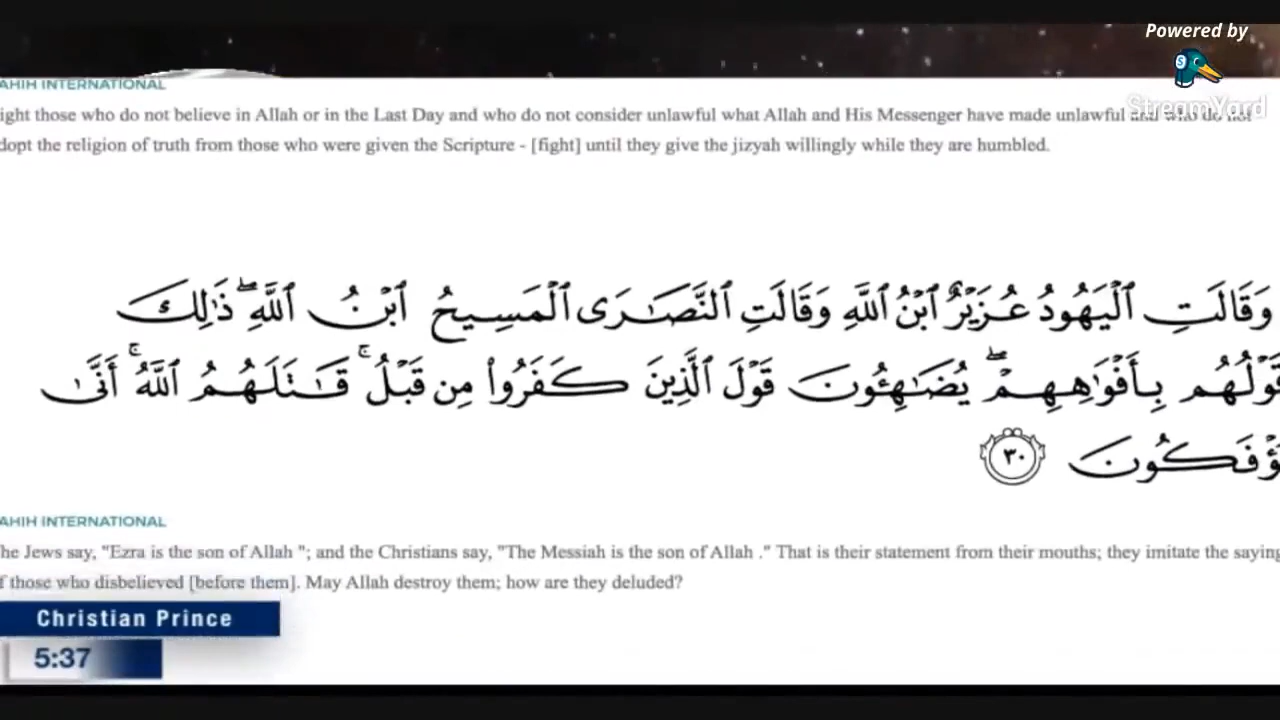 Powered by
StreamYard
AHIH INTERNATIONAL
ight those who do not believe in Allah or in the Last Day and who do not consider unlawful what Allah and His Messenger have made unlawful and who do not
dopt the religion of truth from those who were given the Scripture - [fight] until they give the jizyah willingly while they are humbled.
وَقَالَتِ ٱلْيَهُودُ عُزَيْرٌ ٱبْنُ ٱللَّهِ وَقَالَتِ ٱلنَّصَـٰرَى ٱلْمَسِيحُ ٱبْنُ ٱللَّهِ ۖ ذَٰلِكَ
قَوْلُهُم بِأَفْوَٰهِهِمْ ۖ يُضَـٰهِـُٔونَ قَوْلَ ٱلَّذِينَ كَفَرُوا۟ مِن قَبْلُ ۚ قَـٰتَلَهُمُ ٱللَّهُ ۚ أَنَّىٰ
ؤْفَكُونَ ٣٠
AHIH INTERNATIONAL
he Jews say, "Ezra is the son of Allah "; and the Christians say, "The Messiah is the son of Allah ." That is their statement from their mouths; they imitate the saying
f those who disbelieved [before them]. May Allah destroy them; how are they deluded?
Christian Prince
5:37